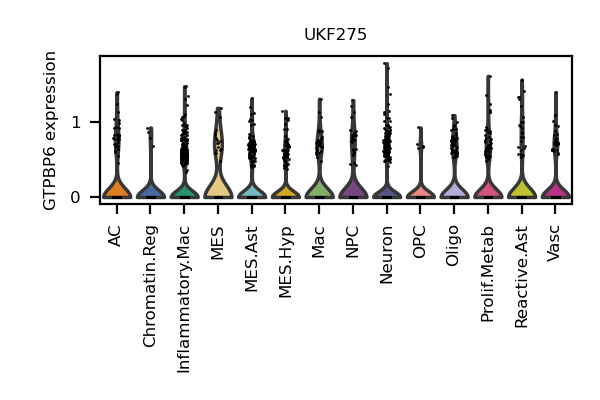 UKF275
GTPBP6 expression
1
0
AC
Chromatin.Reg
Inflammatory.Mac
MES
MES.Ast
MES.Hyp
Mac
NPC
Neuron
OPC
Oligo
Prolif.Metab
Reactive.Ast
Vasc